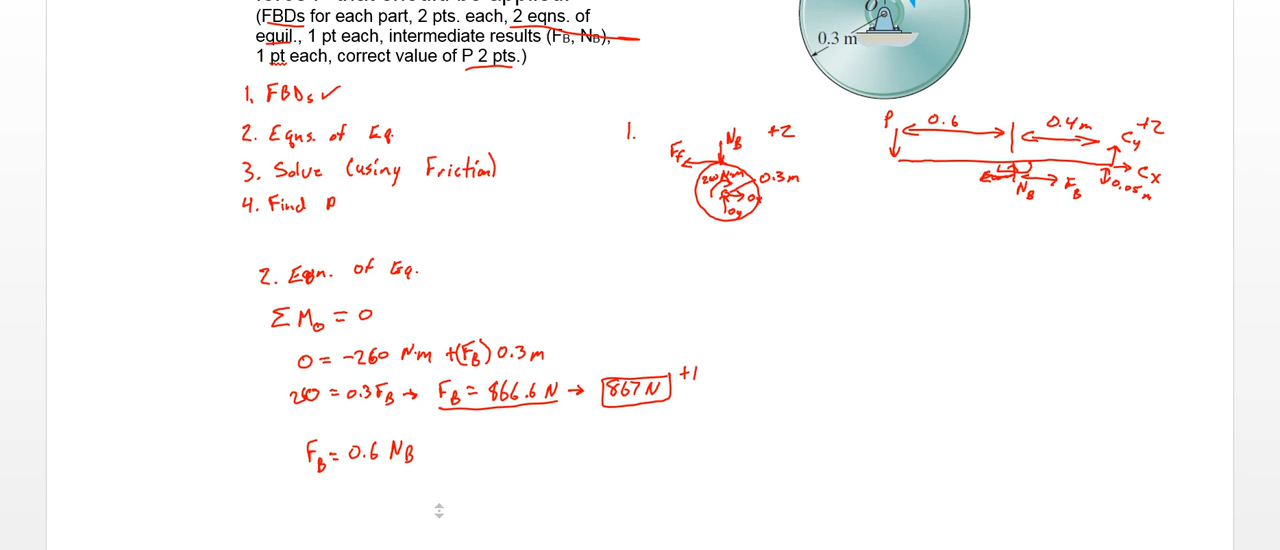 (FBDs for each part, 2 pts. each, 2 eqns. of
equil., 1 pt each, intermediate results (FB, NB),
1 pt each, correct value of P 2 pts.)
O
0.3 m
1. FBDs ✓
2. Eqns. of Eq.
3. Solve (using Friction)
4. Find P
1.
NB
+2
Ff
0.3m
Ox
Oy
P
0.6
0.4m
+2
Cy
Cx
NB
FB
0.05m
2. Eqn. of Eq.
ΣMo = 0
0 = -260 N·m +(FB) 0.3m
260 = 0.3FB → FB = 866.6 N → 867N +1
FB = 0.6 NB